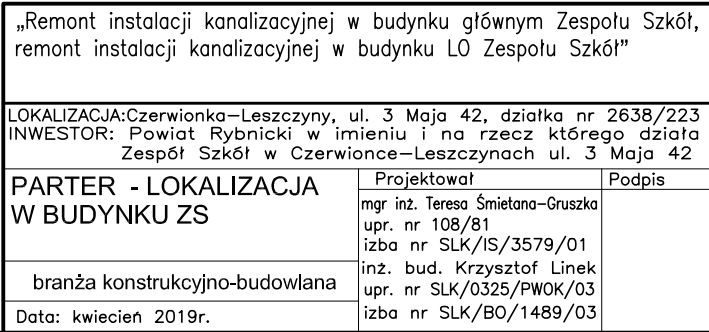 „Remont instalacji kanalizacyjnej w budynku głównym Zespołu Szkół,
remont instalacji kanalizacyjnej w budynku LO Zespołu Szkół”
LOKALIZACJA:Czerwionka–Leszczyny, ul. 3 Maja 42, działka nr 2638/223
INWESTOR: Powiat Rybnicki w imieniu i na rzecz którego działa
Zespół Szkół w Czerwionce–Leszczynach ul. 3 Maja 42
PARTER - LOKALIZACJA
W BUDYNKU ZS
branża konstrukcyjno-budowlana
Data: kwiecień 2019r.
Projektował
mgr inż. Teresa Śmietana–Gruszka
upr. nr 108/81
izba nr SLK/IS/3579/01
inż. bud. Krzysztof Linek
upr. nr SLK/0325/PWOK/03
izba nr SLK/BO/1489/03
Podpis